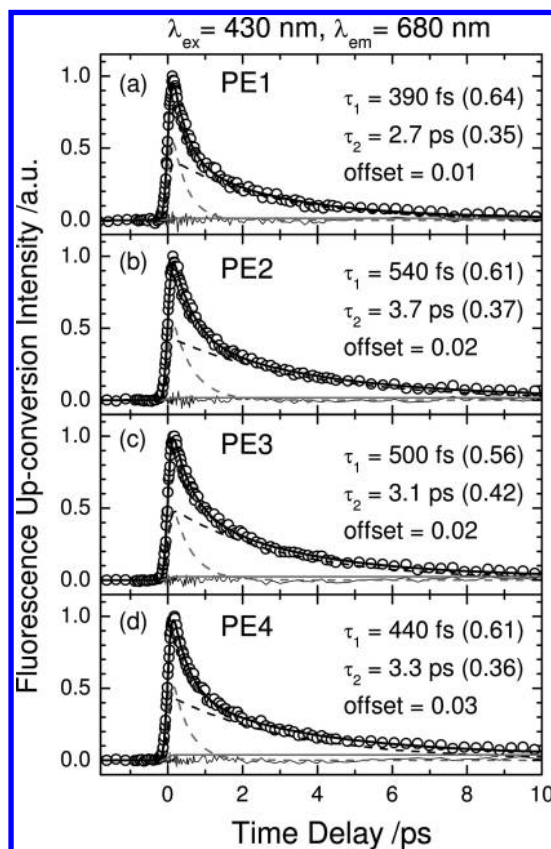 λex = 430 nm, λem = 680 nm
Fluorescence Up-conversion Intensity /a.u.
(a) PE1
τ1 = 390 fs (0.64)
τ2 = 2.7 ps (0.35)
offset = 0.01
1.0
0.5
0.0
(b) PE2
τ1 = 540 fs (0.61)
τ2 = 3.7 ps (0.37)
offset = 0.02
1.0
0.5
0.0
(c) PE3
τ1 = 500 fs (0.56)
τ2 = 3.1 ps (0.42)
offset = 0.02
1.0
0.5
0.0
(d) PE4
τ1 = 440 fs (0.61)
τ2 = 3.3 ps (0.36)
offset = 0.03
1.0
0.5
0.0
0 2 4 6 8 10
Time Delay /ps